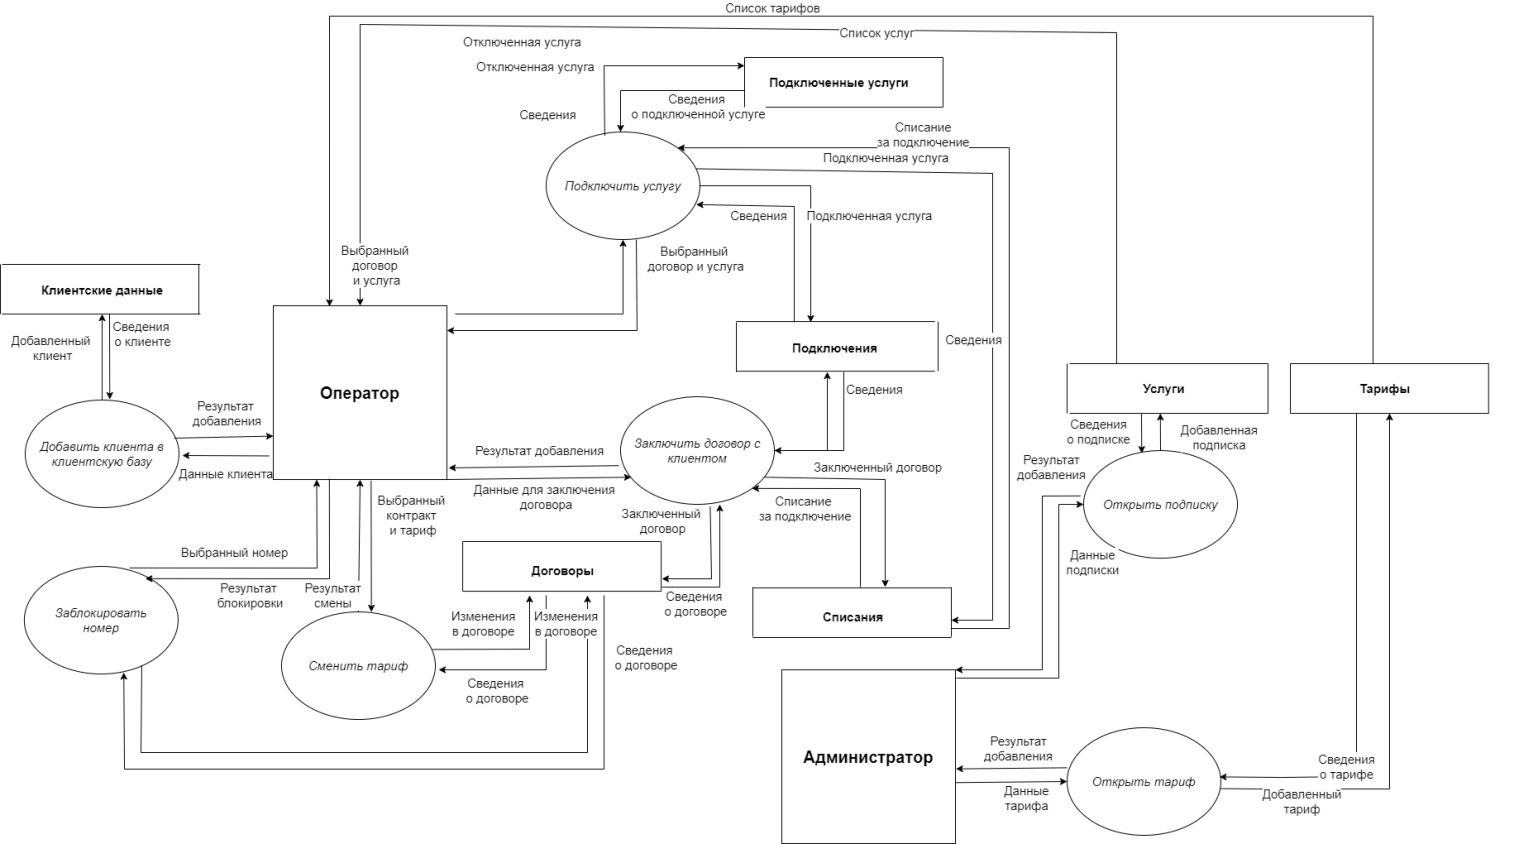 Список тарифов
Список услуг
Отключенная услуга
Отключенная услуга
Подключенные услуги
Сведения
о подключенной услуге
Сведения
Списание
за подключение
Подключенная услуга
Подключить услугу
Сведения
Подключенная услуга
Выбранный
договор
и услуга
Выбранный
договор и услуга
Клиентские данные
Добавленный
клиент
Сведения
о клиенте
Подключения
Сведения
Оператор
Сведения
Услуги
Тарифы
Результат
добавления
Добавить клиента в
клиентскую базу
Данные клиента
Результат добавления
Заключить договор с
клиентом
Сведения
о подписке
Добавленная
подписка
Результат
добавления
Заключенный договор
Данные для заключения
договора
Выбранный
контракт
и тариф
Заключенный
договор
Списание
за подключение
Открыть подписку
Данные
подписки
Выбранный номер
Результат
блокировки
Результат
смены
Договоры
Сведения
о договоре
Заблокировать
номер
Изменения
в договоре
Изменения
в договоре
Списания
Сведения
о договоре
Сменить тариф
Сведения
о договоре
Администратор
Результат
добавления
Данные
тарифа
Открыть тариф
Сведения
о тарифе
Добавленный
тариф